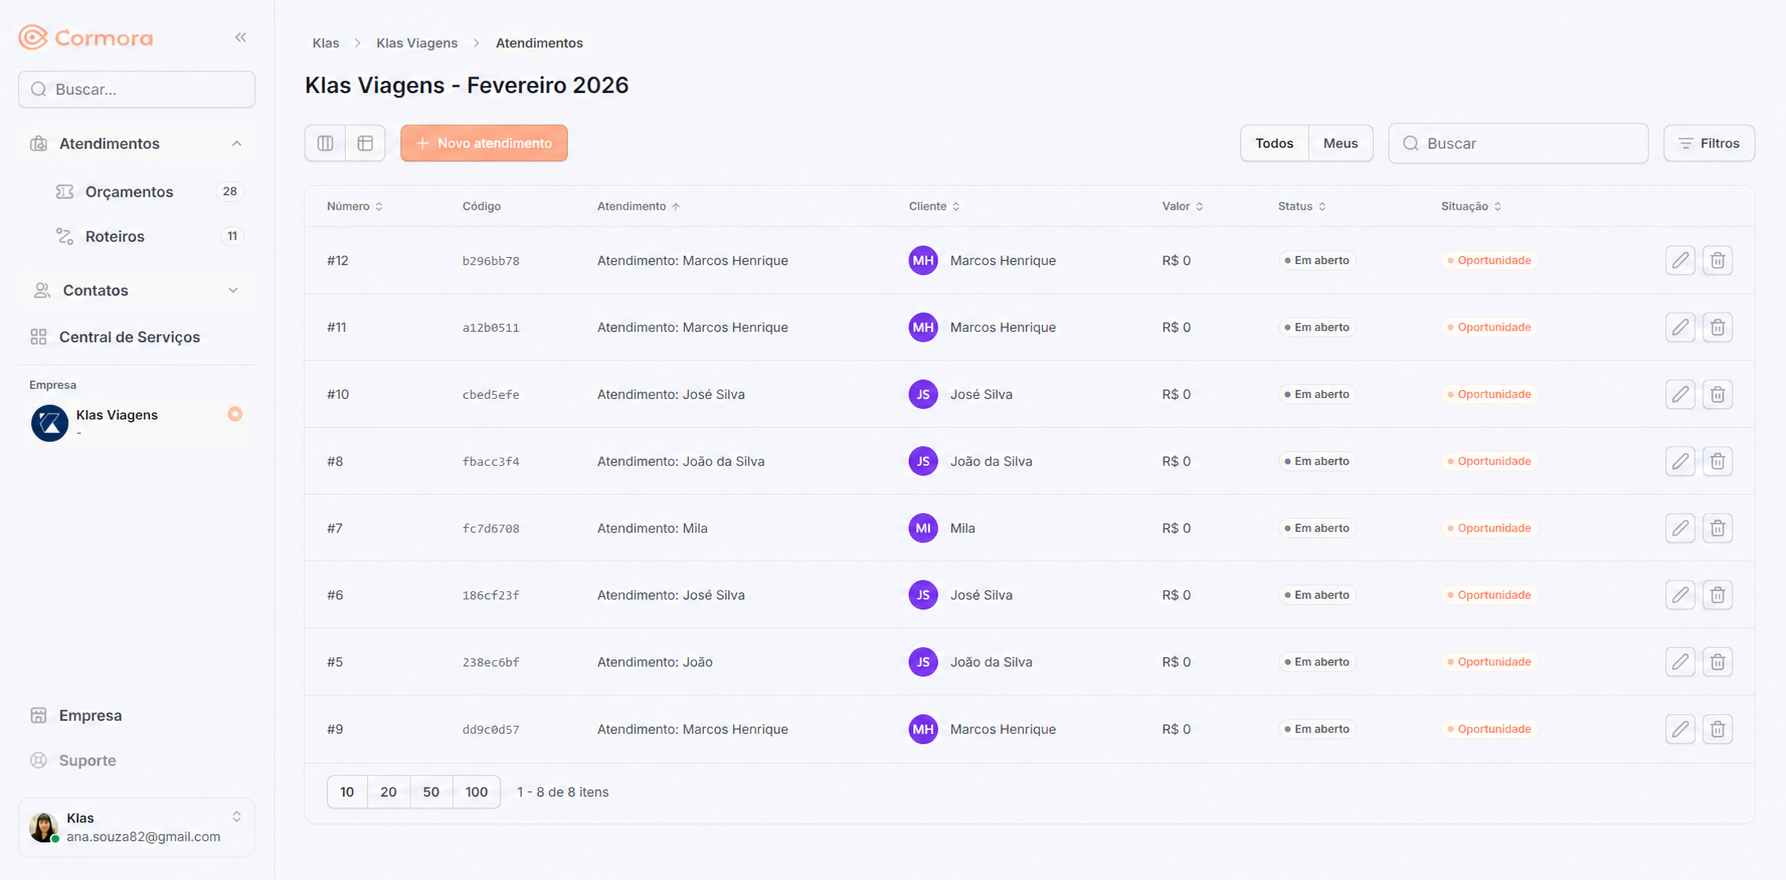 Cormora
Buscar...
Atendimentos
Orçamentos 28
Roteiros 11
Contatos
Central de Serviços
Empresa
Klas Viagens
-
Empresa
Suporte
Klas
ana.souza82@gmail.com
Klas > Klas Viagens > Atendimentos
Klas Viagens - Fevereiro 2026
+ Novo atendimento
Todos Meus Buscar Filtros
Número Código Atendimento Cliente Valor Status Situação
#12 b296bb78 Atendimento: Marcos Henrique MH Marcos Henrique R$ 0 Em aberto Oportunidade
#11 a12b0511 Atendimento: Marcos Henrique MH Marcos Henrique R$ 0 Em aberto Oportunidade
#10 cbed5efe Atendimento: José Silva JS José Silva R$ 0 Em aberto Oportunidade
#8 fbacc3f4 Atendimento: João da Silva JS João da Silva R$ 0 Em aberto Oportunidade
#7 fc7d6708 Atendimento: Mila MI Mila R$ 0 Em aberto Oportunidade
#6 186cf23f Atendimento: José Silva JS José Silva R$ 0 Em aberto Oportunidade
#5 238ec6bf Atendimento: João JS João da Silva R$ 0 Em aberto Oportunidade
#9 dd9c0d57 Atendimento: Marcos Henrique MH Marcos Henrique R$ 0 Em aberto Oportunidade
10 20 50 100 1 - 8 de 8 itens